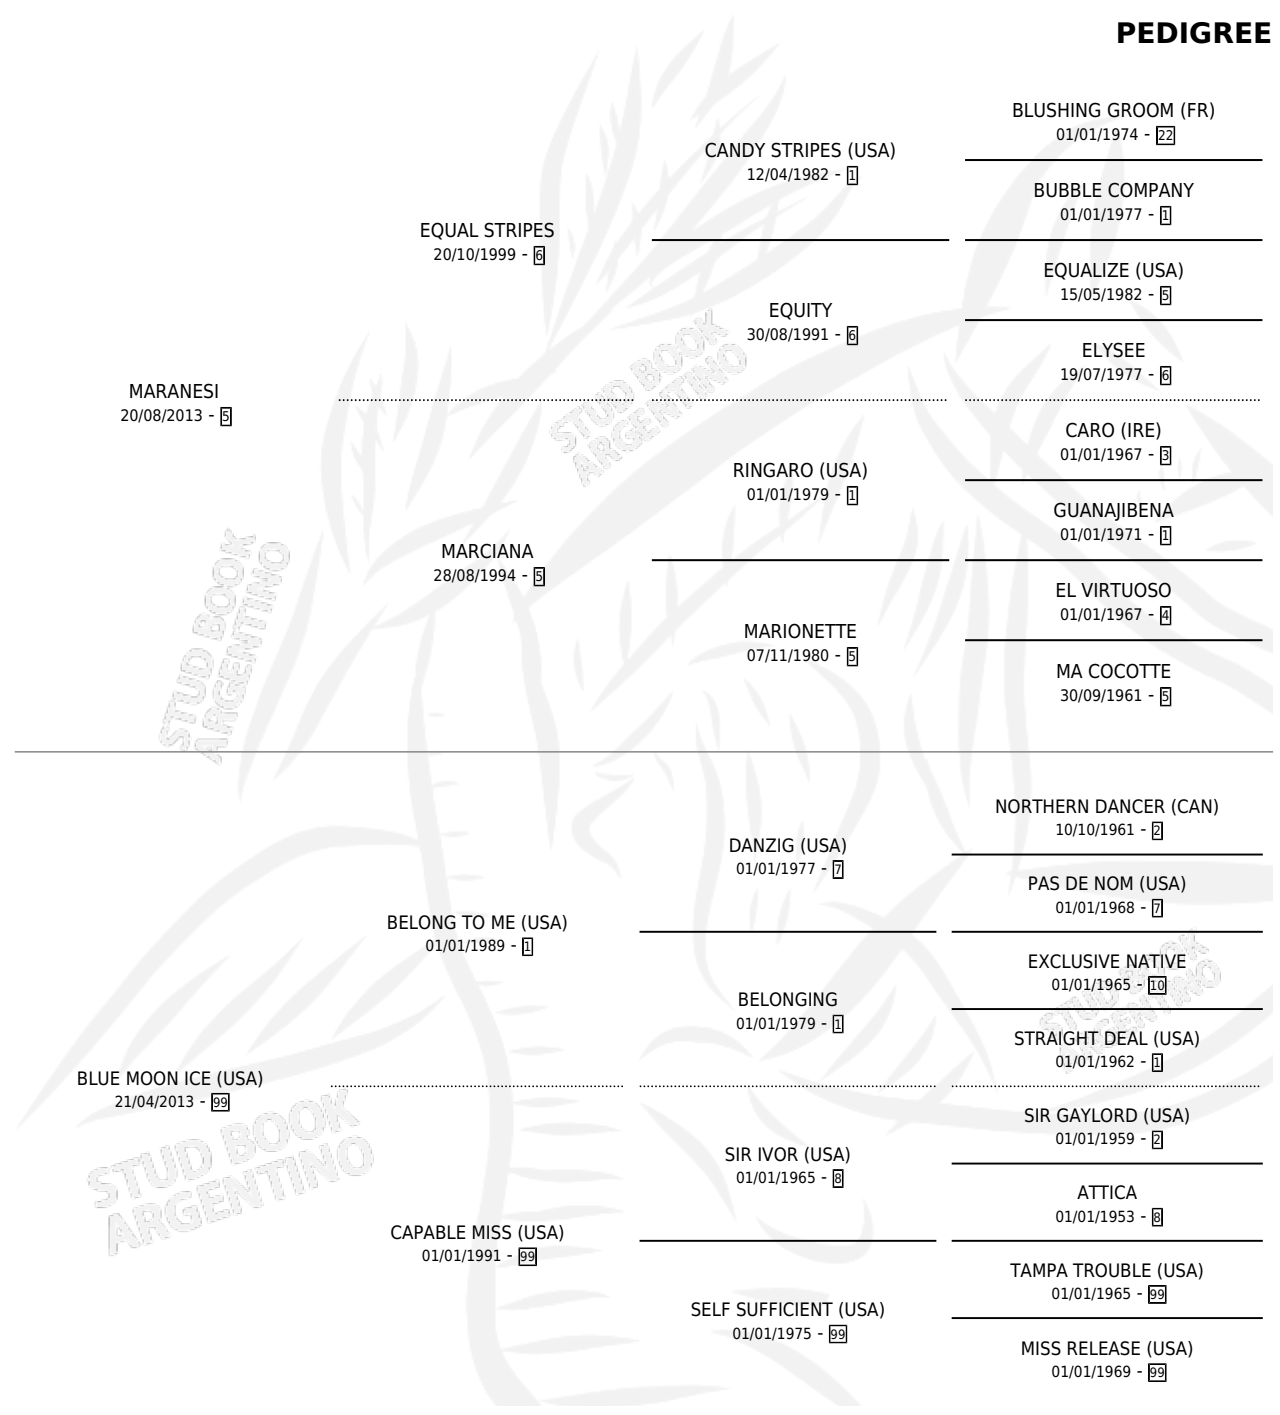 PEDIGREE
BLUSHING GROOM (FR)
01/01/1974 - 22
CANDY STRIPES (USA)
12/04/1982 - 1
BUBBLE COMPANY
01/01/1977 - 1
EQUAL STRIPES
20/10/1999 - 6
EQUALIZE (USA)
15/05/1982 - 5
EQUITY
30/08/1991 - 6
ELYSEE
19/07/1977 - 6
MARANESI
20/08/2013 - 5
CARO (IRE)
01/01/1967 - 3
RINGARO (USA)
01/01/1979 - 1
GUANAJIBENA
01/01/1971 - 1
MARCIANA
28/08/1994 - 5
EL VIRTUOSO
01/01/1967 - 4
MARIONETTE
07/11/1980 - 5
MA COCOTTE
30/09/1961 - 5
STUD BOOK
ARGENTINO
STUD BOOK
ARGENTINO
NORTHERN DANCER (CAN)
10/10/1961 - 2
DANZIG (USA)
01/01/1977 - 7
PAS DE NOM (USA)
01/01/1968 - 7
BELONG TO ME (USA)
01/01/1989 - 1
EXCLUSIVE NATIVE
01/01/1965 - 10
BELONGING
01/01/1979 - 1
STRAIGHT DEAL (USA)
01/01/1962 - 1
STUD BOOK
ARGENTINO
BLUE MOON ICE (USA)
21/04/2013 - 99
SIR GAYLORD (USA)
01/01/1959 - 2
SIR IVOR (USA)
01/01/1965 - 8
ATTICA
01/01/1953 - 8
CAPABLE MISS (USA)
01/01/1991 - 99
TAMPA TROUBLE (USA)
01/01/1965 - 99
SELF SUFFICIENT (USA)
01/01/1975 - 99
MISS RELEASE (USA)
01/01/1969 - 99
STUD BOOK
ARGENTINO